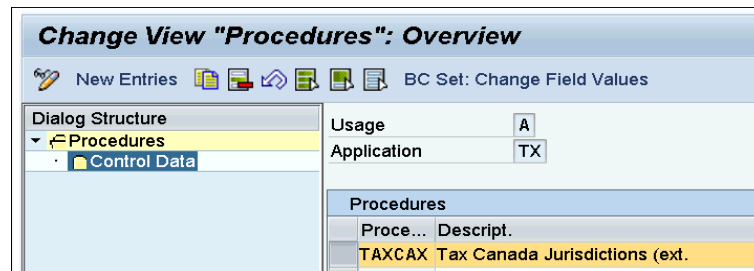 Change View "Procedures": Overview
New Entries BC Set: Change Field Values
Dialog Structure
Procedures
Control Data
Usage A
Application TX
Procedures
Proce... Descript.
TAXCAX Tax Canada Jurisdictions (ext.